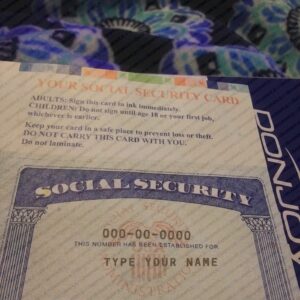 YOUR SOCIAL SECURITY CARD
ADULTS: Sign this card in ink immediately.
CHILDREN: Do not sign until age 18 or your first job,
whichever is earlier.
Keep your card in a safe place to prevent loss or theft.
DO NOT CARRY THIS CARD WITH YOU.
Do not laminate.
SOCIAL SECURITY
000-00-0000
THIS NUMBER HAS BEEN ESTABLISHED FOR
TYPE YOUR NAME
DONJOY